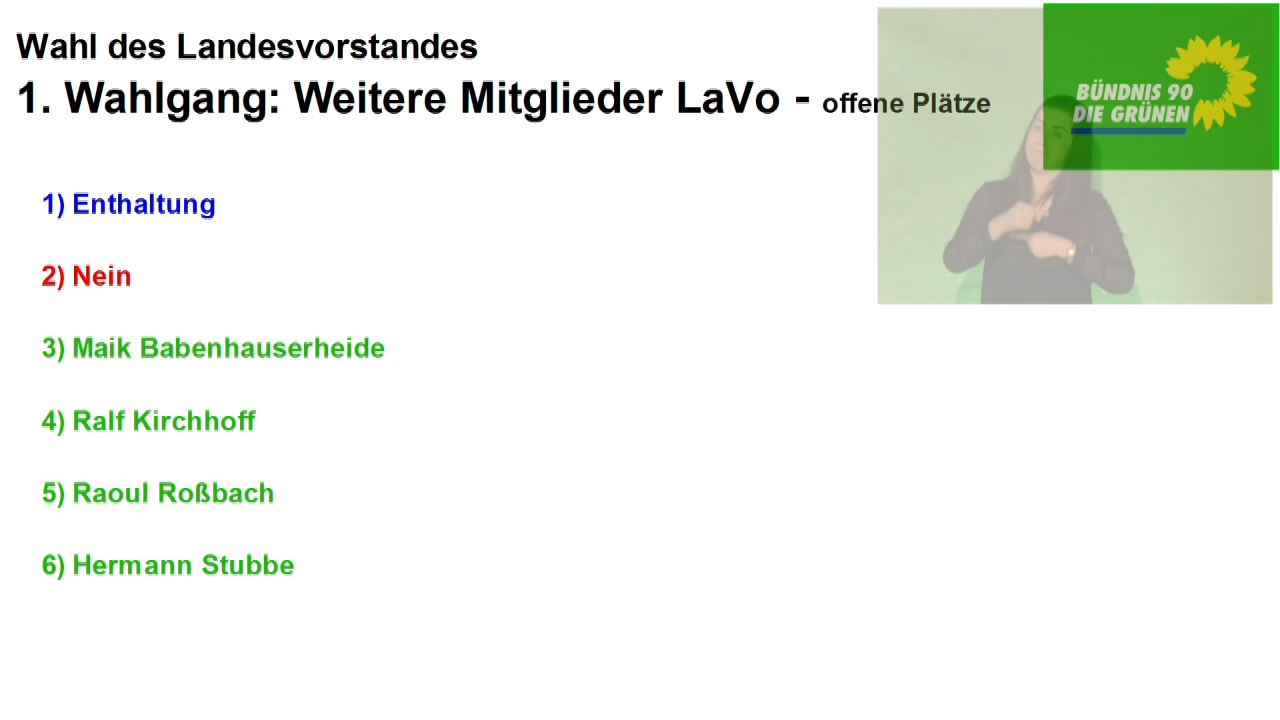 Wahl des Landesvorstandes
1. Wahlgang: Weitere Mitglieder LaVo - offene Plätze
BÜNDNIS 90
DIE GRÜNEN
1) Enthaltung
2) Nein
3) Maik Babenhauserheide
4) Ralf Kirchhoff
5) Raoul Roßbach
6) Hermann Stubbe